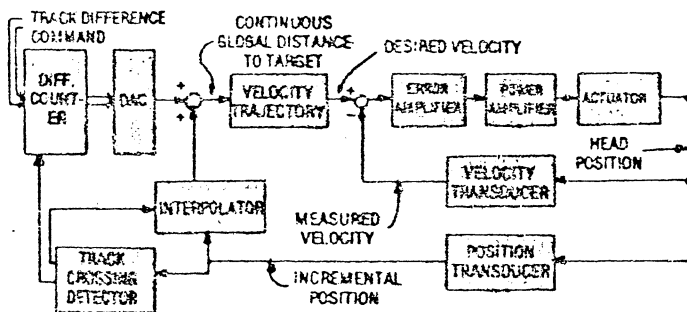 TRACK DIFFERENCE
COMMAND
CONTINUOUS
GLOBAL DISTANCE
TO TARGET
DESIRED VELOCITY
DIFF.
COUNT-
ER
DAC
+
+
VELOCITY
TRAJECTORY
+
−
ERROR
AMPLIFIER
POWER
AMPLIFIER
ACTUATOR
HEAD
POSITION
INTERPOLATOR
MEASURED
VELOCITY
VELOCITY
TRANSDUCER
TRACK
CROSSING
DETECTOR
INCREMENTAL
POSITION
POSITION
TRANSDUCER